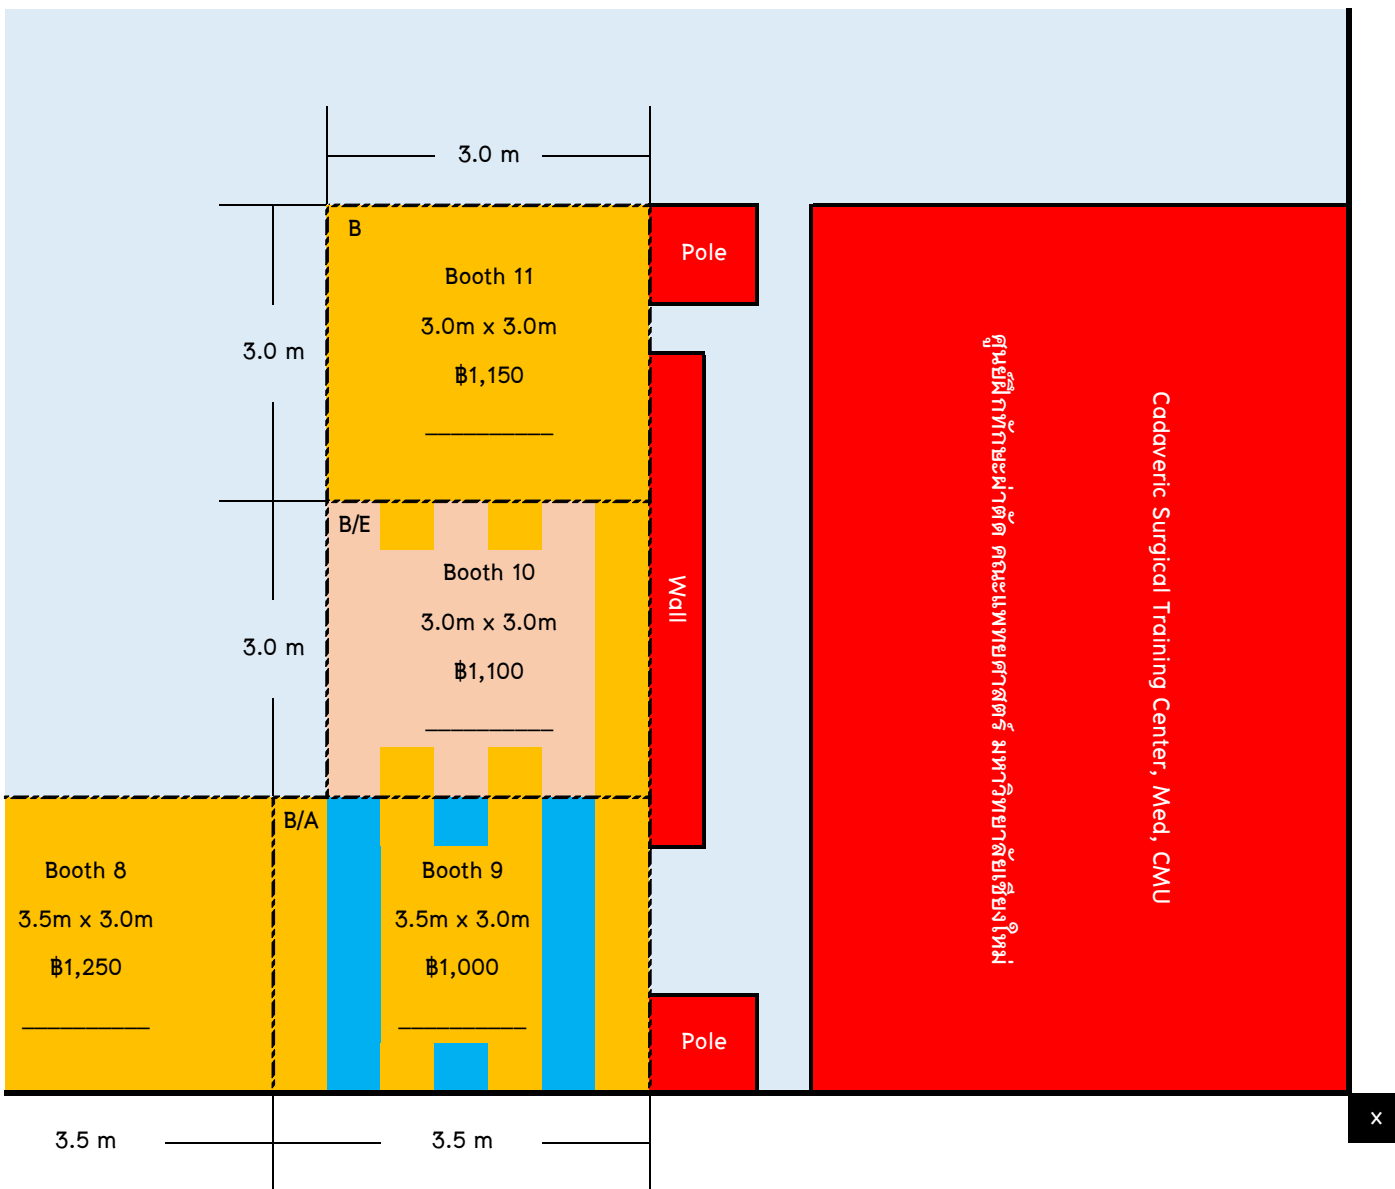 3.0 m
B
Booth 11
3.0m x 3.0m
฿1,150
__________
Pole
3.0 m
B/E
Booth 10
3.0m x 3.0m
฿1,100
__________
3.0 m
Wall
ศูนย์ฝึกทักษะผ่าตัด คณะแพทยศาสตร์ มหาวิทยาลัยเชียงใหม่
Cadaveric Surgical Training Center, Med, CMU
Booth 8
3.5m x 3.0m
฿1,250
__________
B/A
Booth 9
3.5m x 3.0m
฿1,000
__________
Pole
3.5 m
3.5 m
x